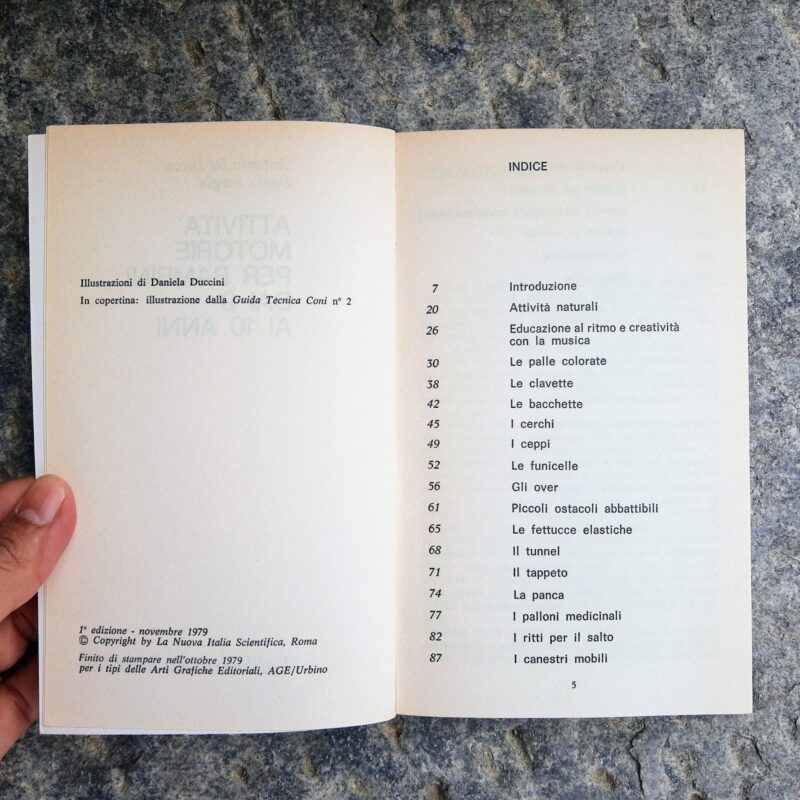 Illustrazioni di Daniela Duccini
In copertina: illustrazione dalla Guida Tecnica Coni n° 2
1ª edizione - novembre 1979
© Copyright by La Nuova Italia Scientifica, Roma
Finito di stampare nell'ottobre 1979
per i tipi delle Arti Grafiche Editoriali, AGE/Urbino
INDICE
7 Introduzione
20 Attività naturali
26 Educazione al ritmo e creatività
con la musica
30 Le palle colorate
38 Le clavette
42 Le bacchette
45 I cerchi
49 I ceppi
52 Le funicelle
56 Gli over
61 Piccoli ostacoli abbattibili
65 Le fettucce elastiche
68 Il tunnel
71 Il tappeto
74 La panca
77 I palloni medicinali
82 I ritti per il salto
87 I canestri mobili
5